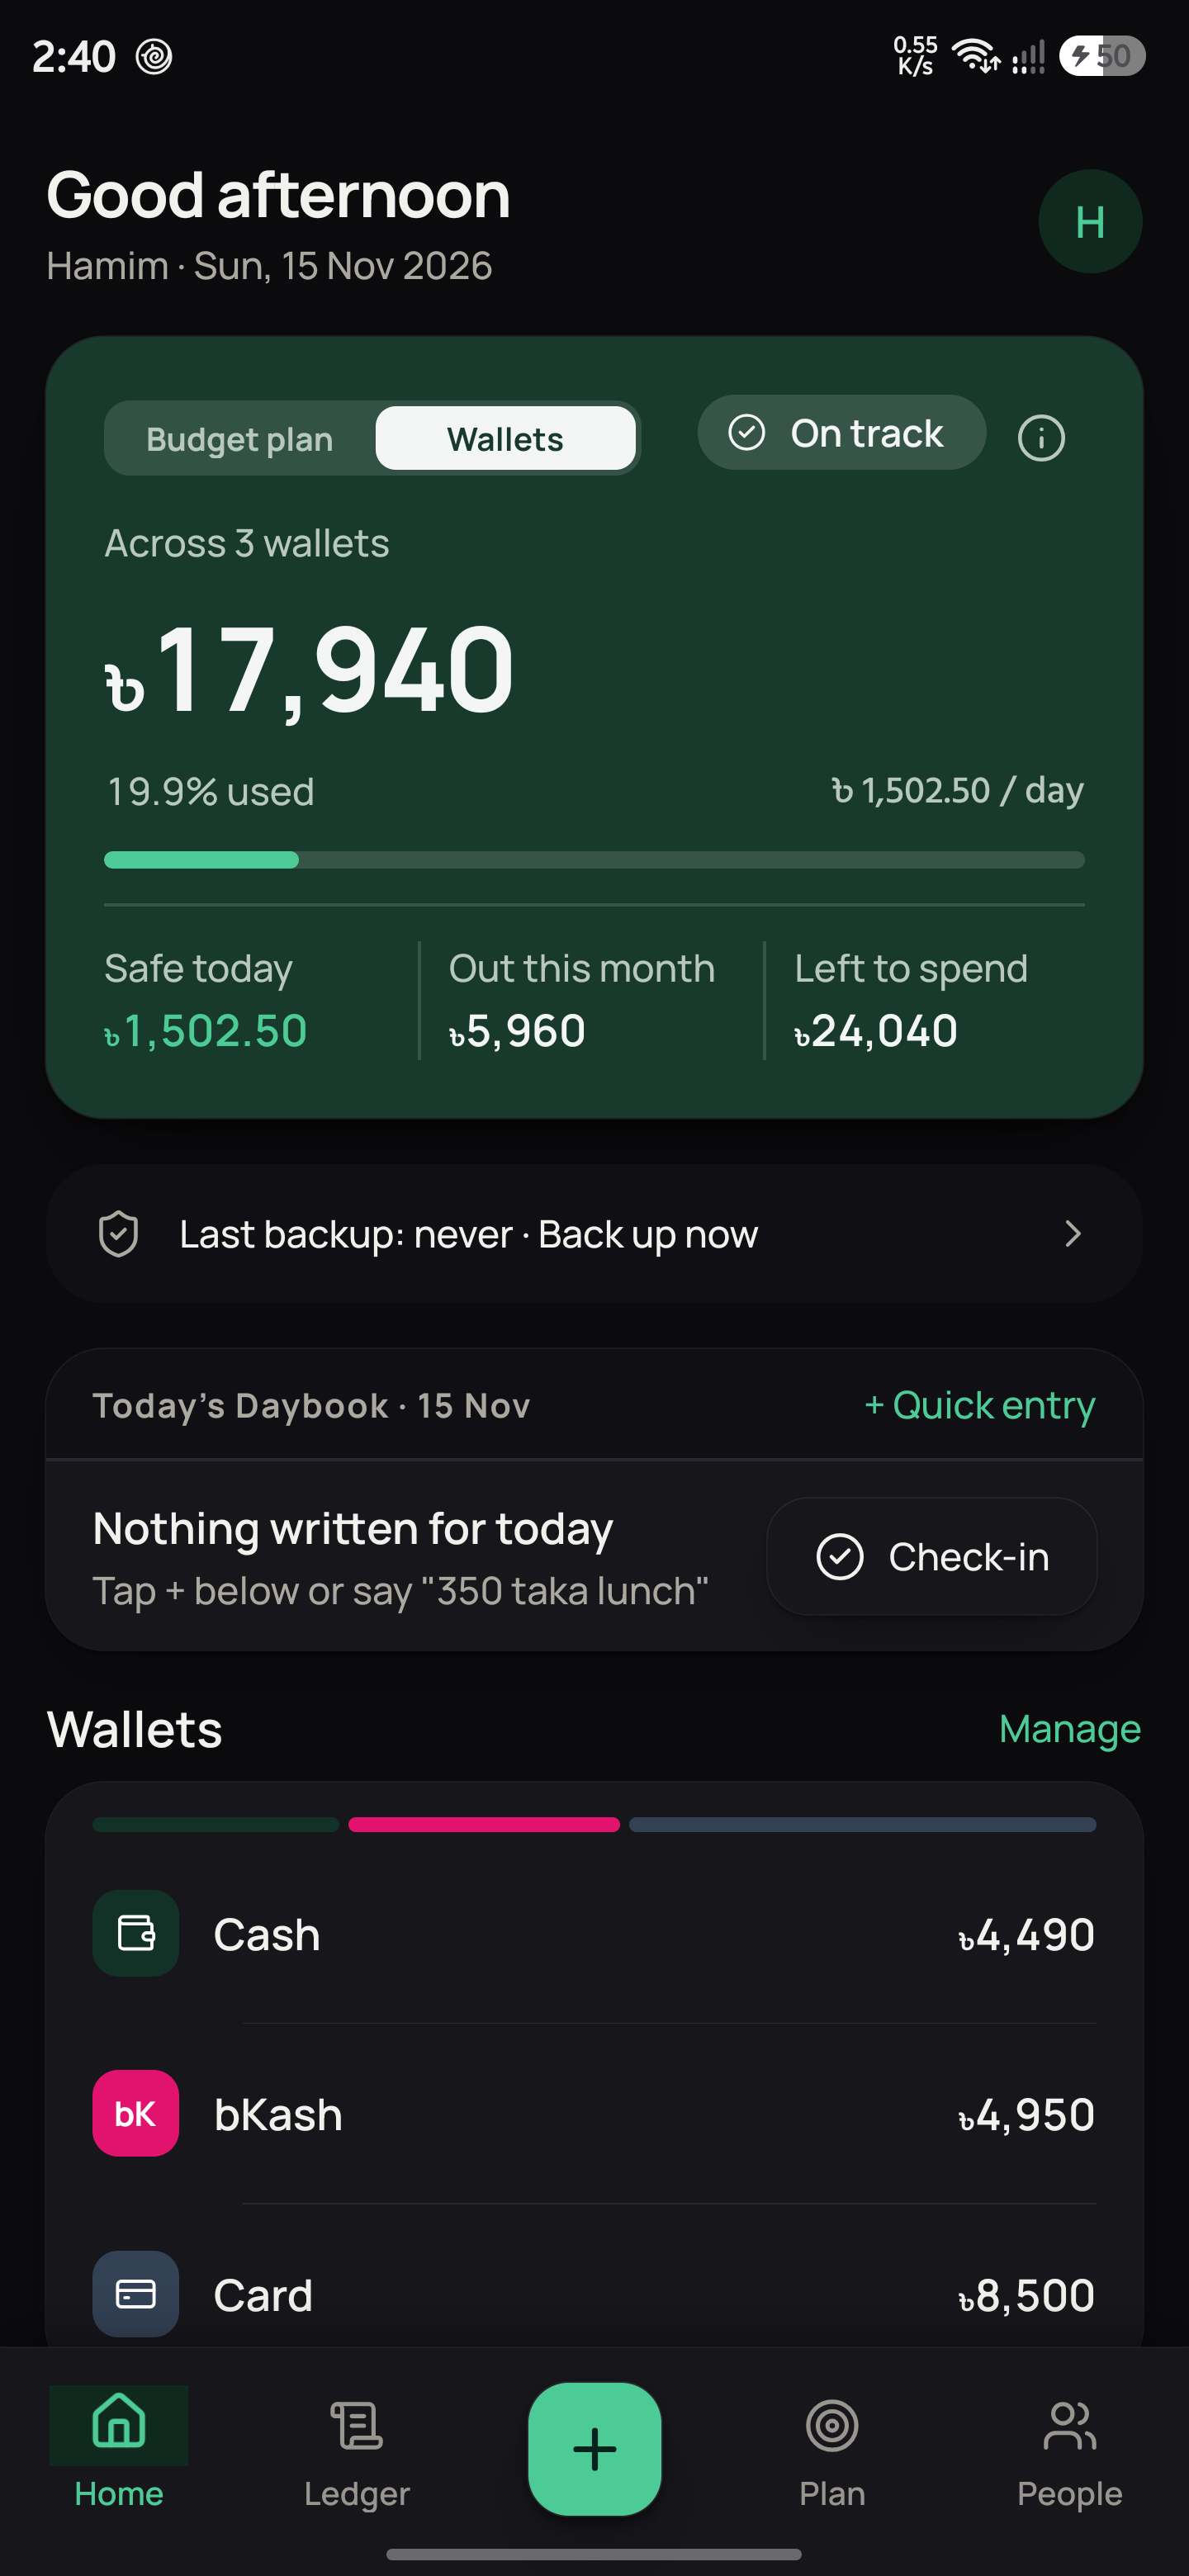 2:40
0.55
K/s
50
Good afternoon
Hamim · Sun, 15 Nov 2026
H
Budget plan
Wallets
On track
Across 3 wallets
৳17,940
19.9% used
৳ 1,502.50 / day
Safe today
Out this month
Left to spend
৳1,502.50
৳5,960
৳24,040
Last backup: never · Back up now
Today's Daybook · 15 Nov
+ Quick entry
Nothing written for today
Tap + below or say "350 taka lunch"
Check-in
Wallets
Manage
Cash
৳4,490
bK
bKash
৳4,950
Card
৳8,500
Home
Ledger
Plan
People